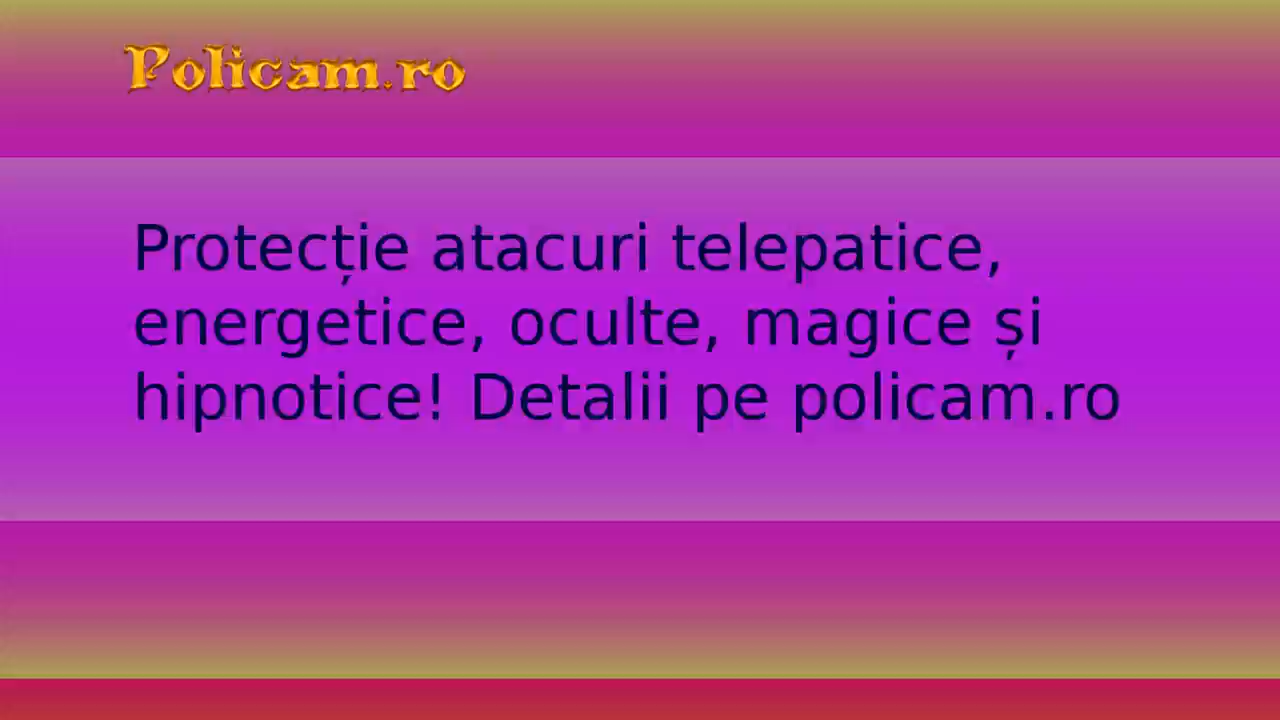 Policam.ro
Protecție atacuri telepatice,
energetice, oculte, magice și
hipnotice! Detalii pe policam.ro